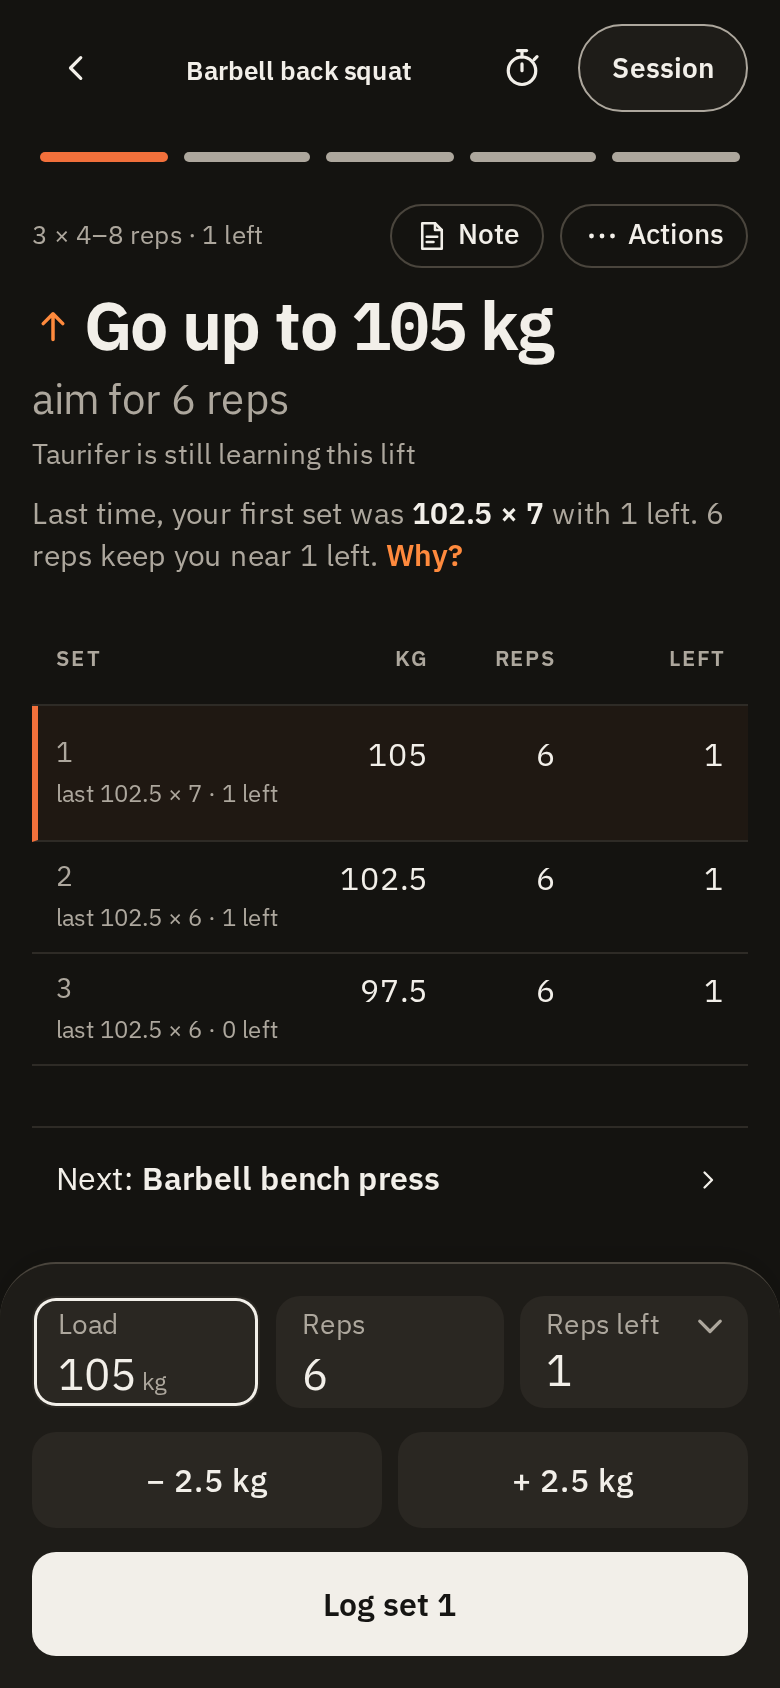 Barbell back squat
Session
3 × 4–8 reps · 1 left
Note
··· Actions
↑ Go up to 105 kg
aim for 6 reps
Taurifer is still learning this lift
Last time, your first set was 102.5 × 7 with 1 left. 6
reps keep you near 1 left. Why?
SET KG REPS LEFT
1 105 6 1
last 102.5 × 7 · 1 left
2 102.5 6 1
last 102.5 × 6 · 1 left
3 97.5 6 1
last 102.5 × 6 · 0 left
Next: Barbell bench press
Load Reps Reps left
105 kg 6 1
− 2.5 kg + 2.5 kg
Log set 1